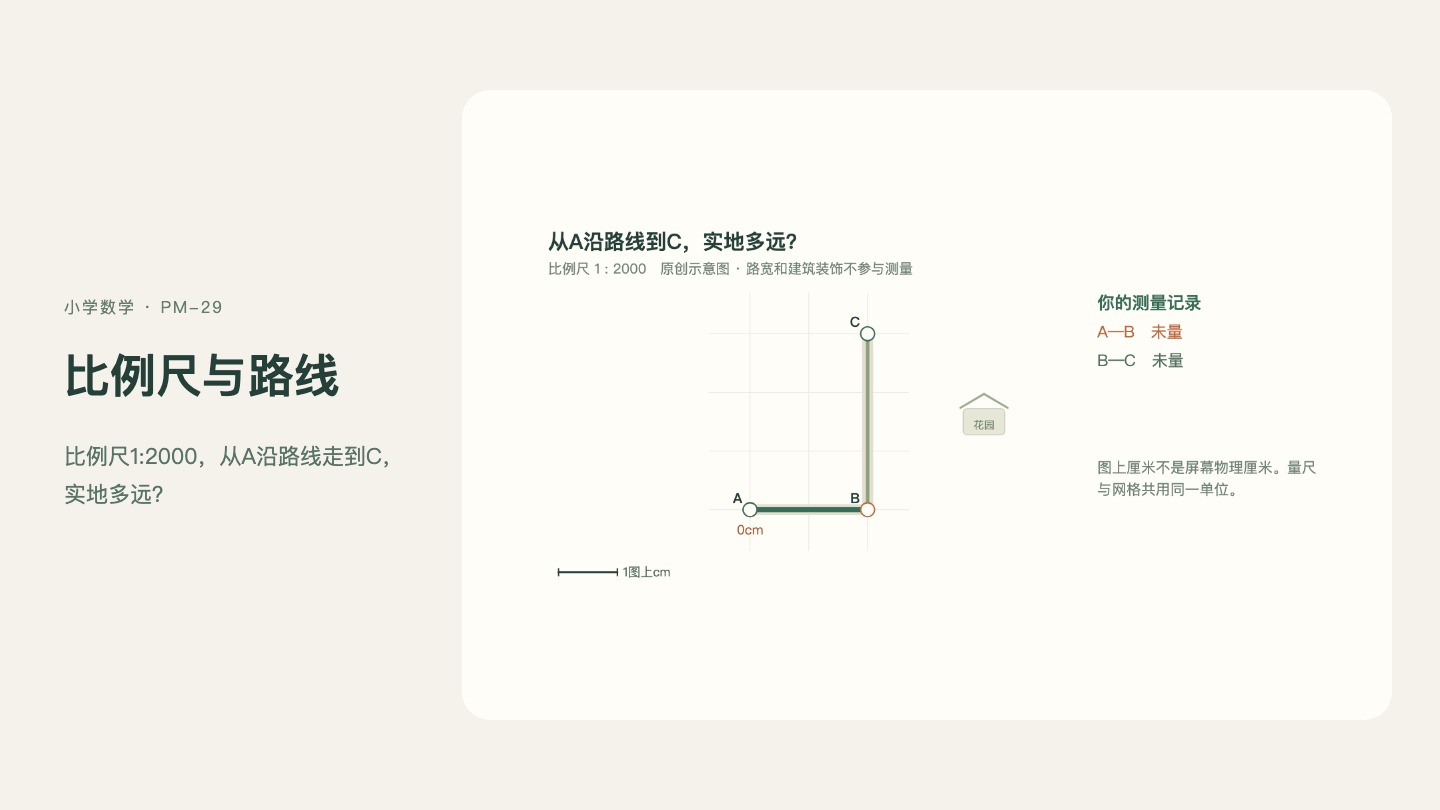 小学数学 · PM–29
比例尺与路线
比例尺1:2000，从A沿路线走到C，
实地多远？
从A沿路线到C，实地多远？
比例尺 1 : 2000　原创示意图 · 路宽和建筑装饰不参与测量
C
A
B
0cm
1图上cm
花园
你的测量记录
A—B　未量
B—C　未量
图上厘米不是屏幕物理厘米。量尺
与网格共用同一单位。